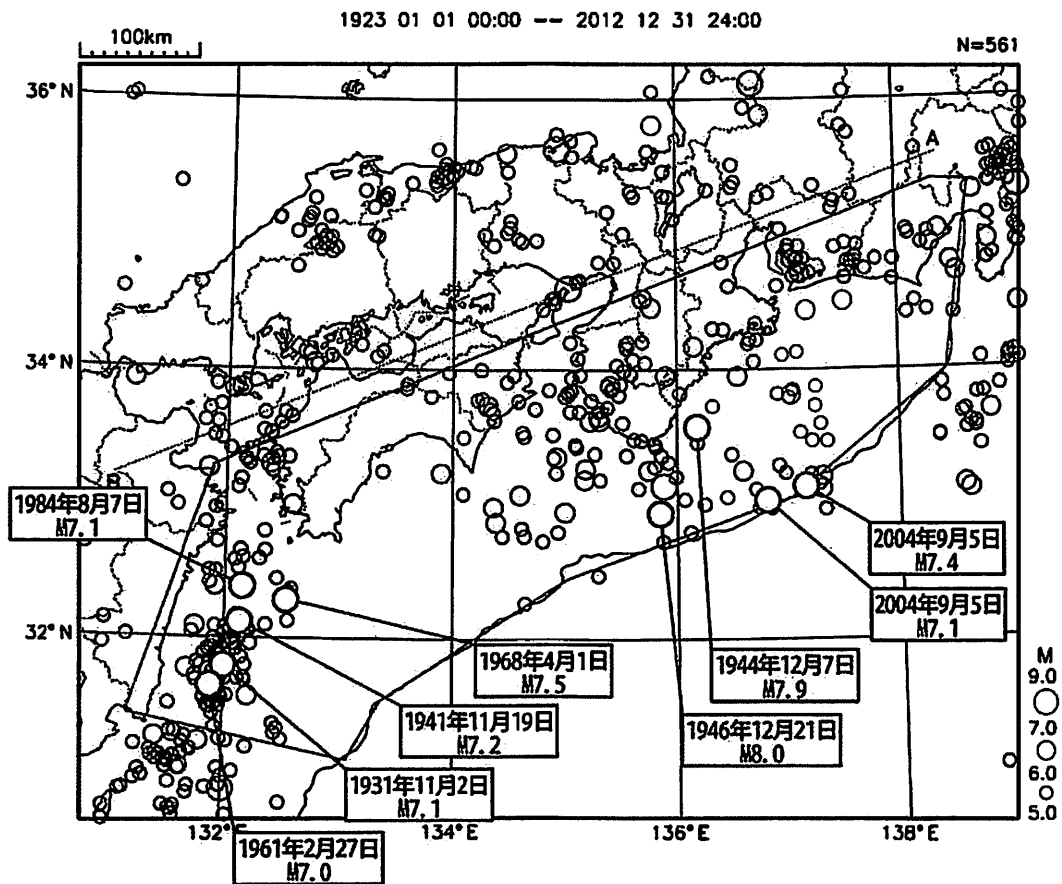 1923 01 01 00:00 -- 2012 12 31 24:00
100km
N=561
36°N
A
34°N
B
1984年8月7日
M7.1
2004年9月5日
M7.4
2004年9月5日
M7.1
32°N
1968年4月1日
M7.5
1944年12月7日
M7.9
1941年11月19日
M7.2
1946年12月21日
M8.0
1931年11月2日
M7.1
1961年2月27日
M7.0
M
9.0
7.0
6.0
5.0
132°E
134°E
136°E
138°E